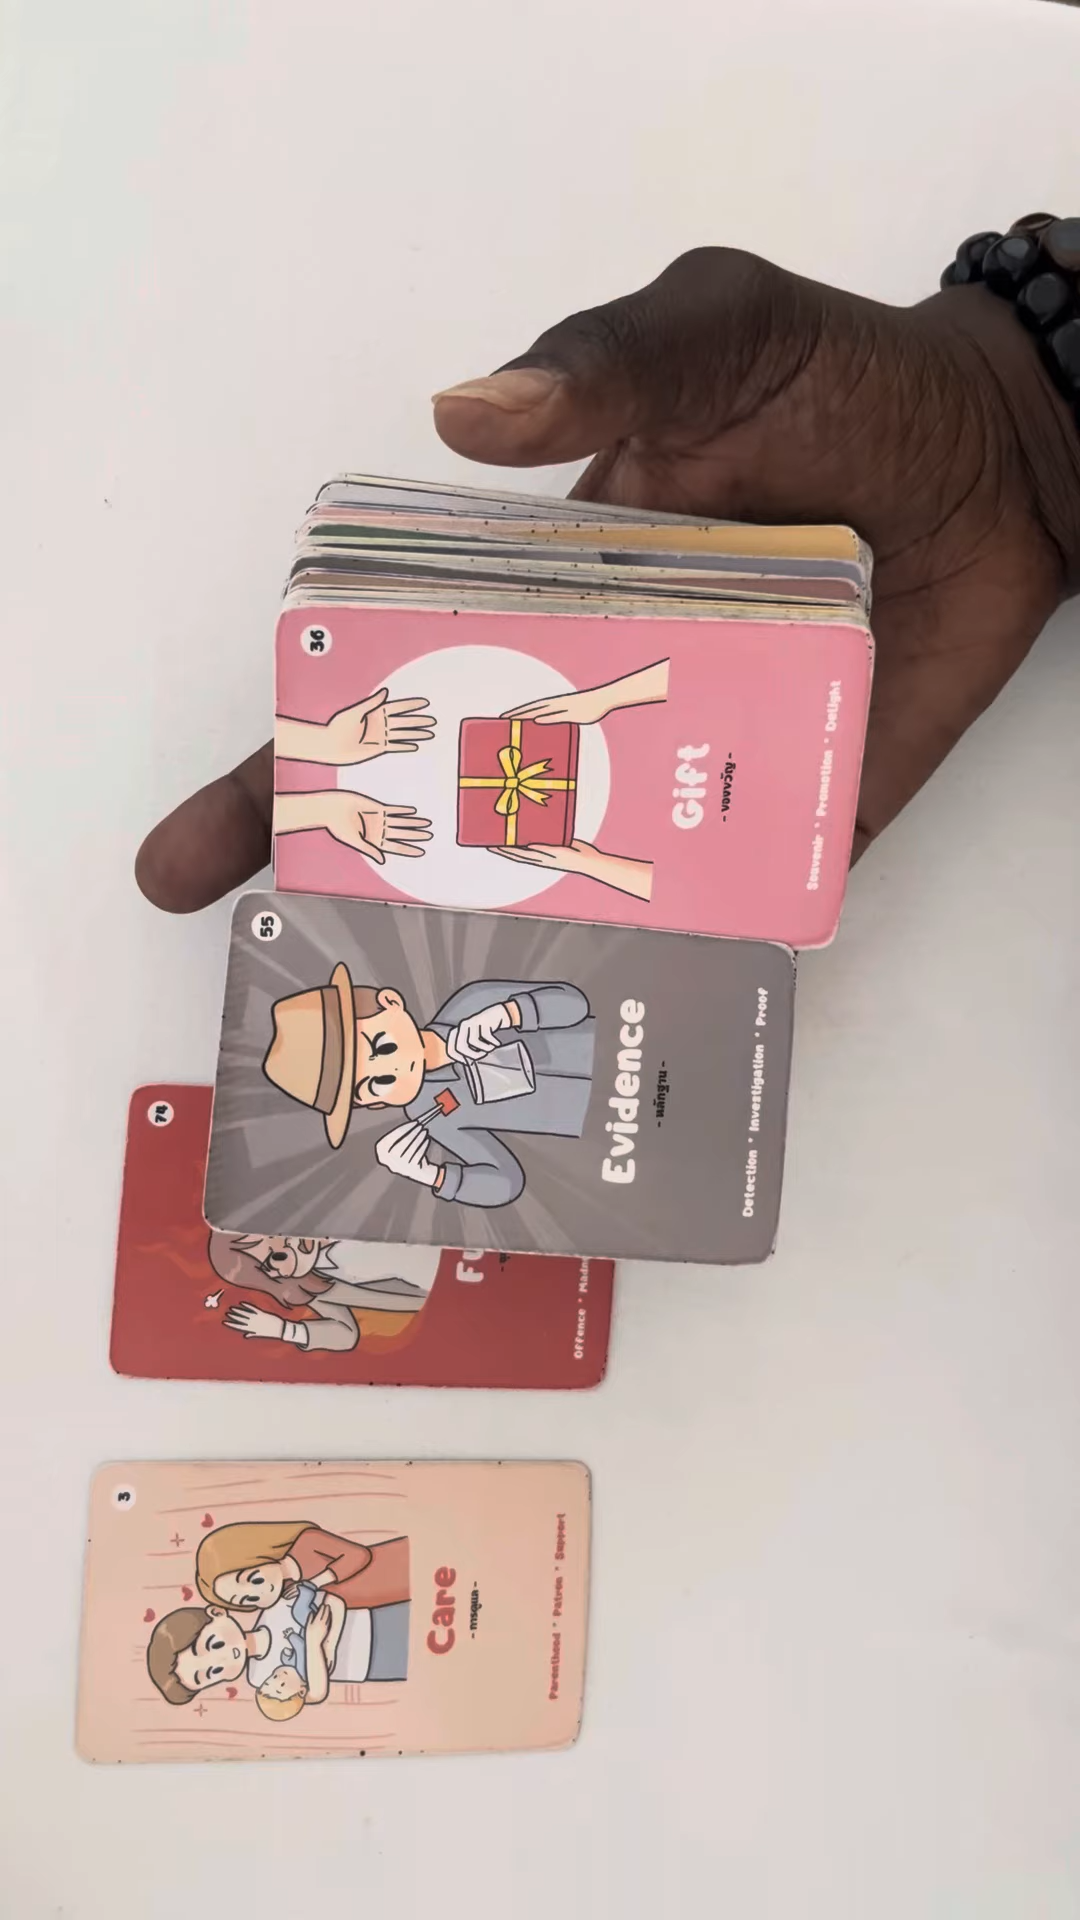 36
Gift
- ของขวัญ -
Souvenir * Promotion * Delight
55
Evidence
- หลักฐาน -
Detection * Investigation * Proof
74
Offence *
3
Care
- การดูแล -
Parenthood * Patron * Support